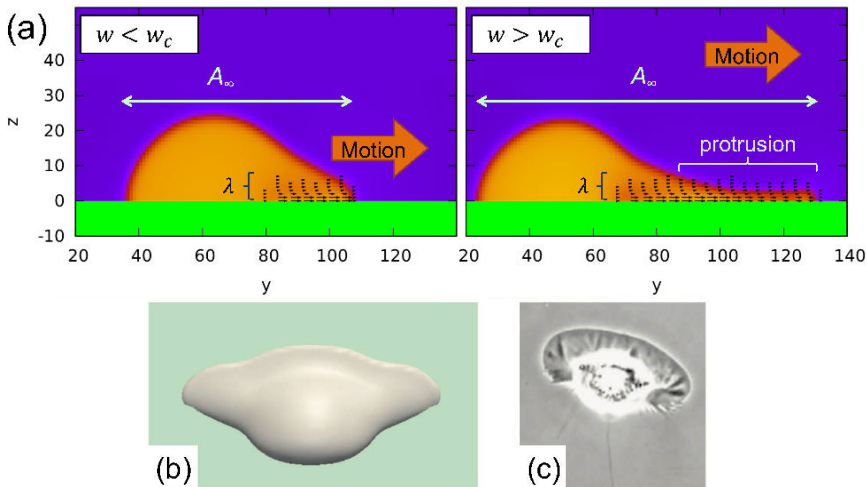 (a)
w < w_c
w > w_c
A_∞
A_∞
Motion
Motion
protrusion
λ
λ
z
50
40
30
20
10
0
-10
20 40 60 80 100 120
20 40 60 80 100 120 140
y
y
(b)
(c)